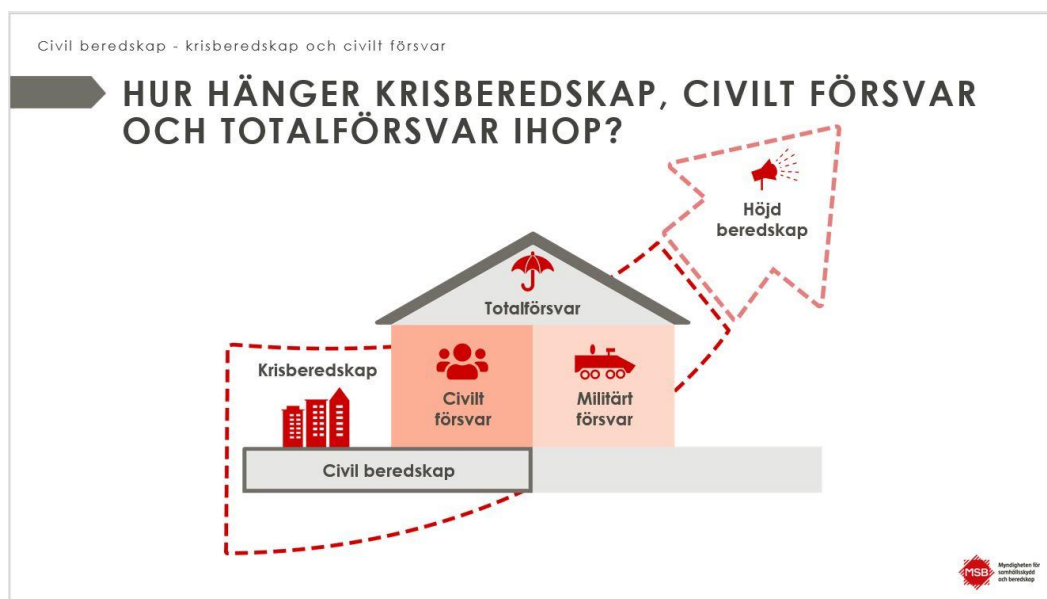 Civil beredskap - krisberedskap och civilt försvar
HUR HÄNGER KRISBEREDSKAP, CIVILT FÖRSVAR
OCH TOTALFÖRSVAR IHOP?
Höjd
beredskap
Totalförsvar
Krisberedskap
Civilt
försvar
Militärt
försvar
Civil beredskap
MSB
Myndigheten för
samhällsskydd
och beredskap